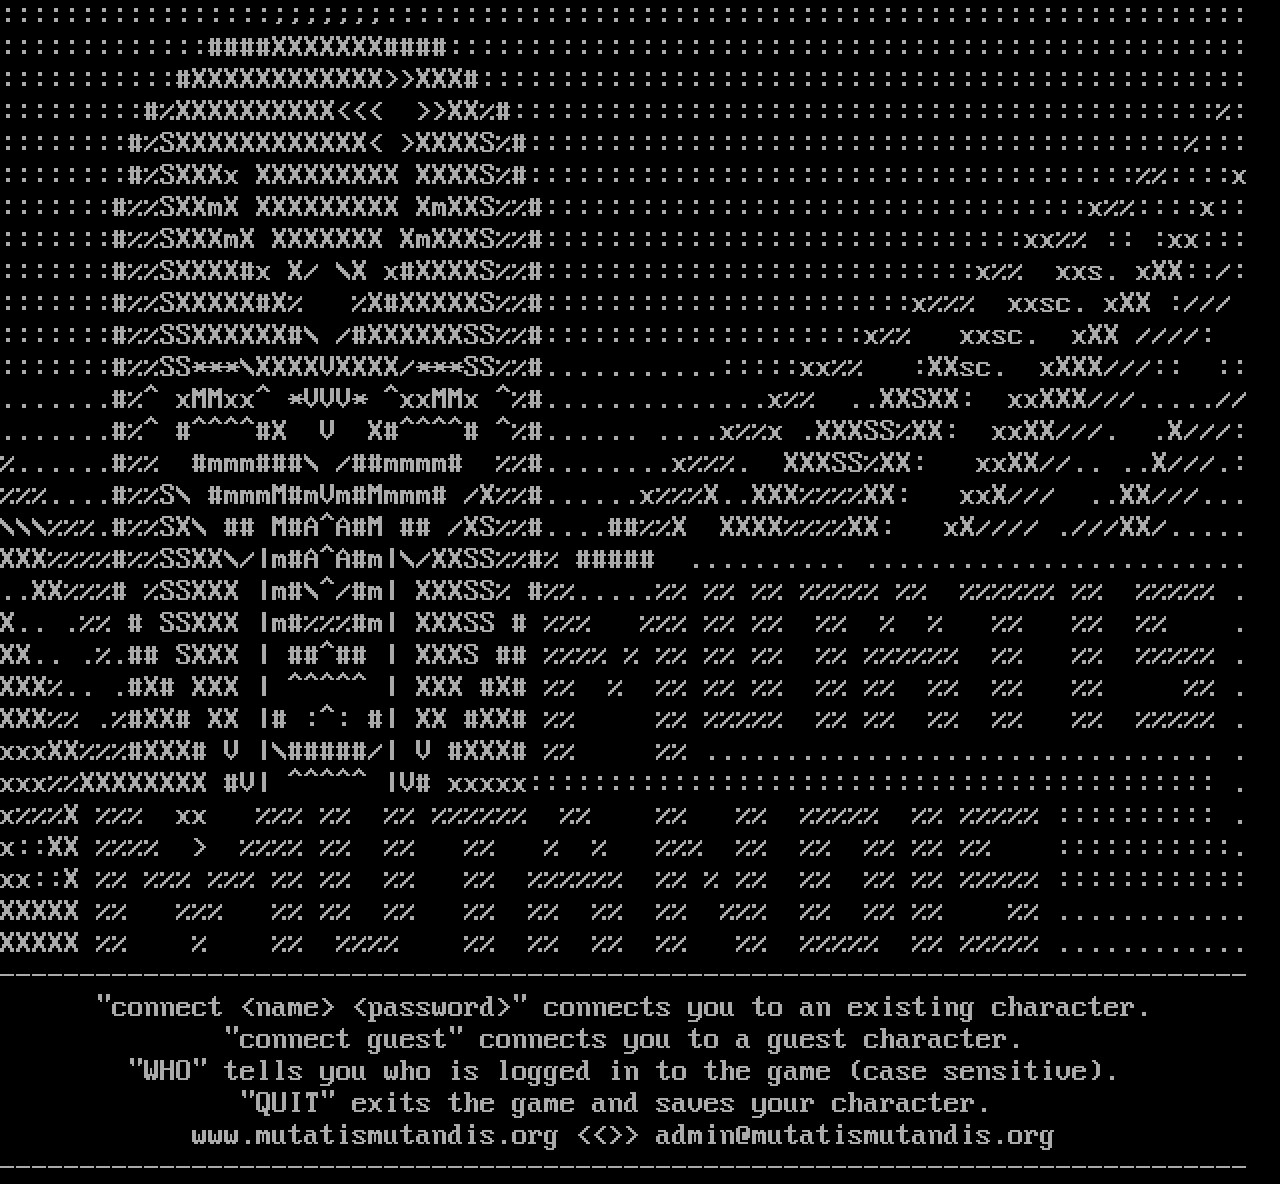 MUTATIS
MUTANDIS
"connect <name> <password>" connects you to an existing character.
"connect guest" connects you to a guest character.
"WHO" tells you who is logged in to the game (case sensitive).
"QUIT" exits the game and saves your character.
www.mutatismutandis.org <<>> admin@mutatismutandis.org